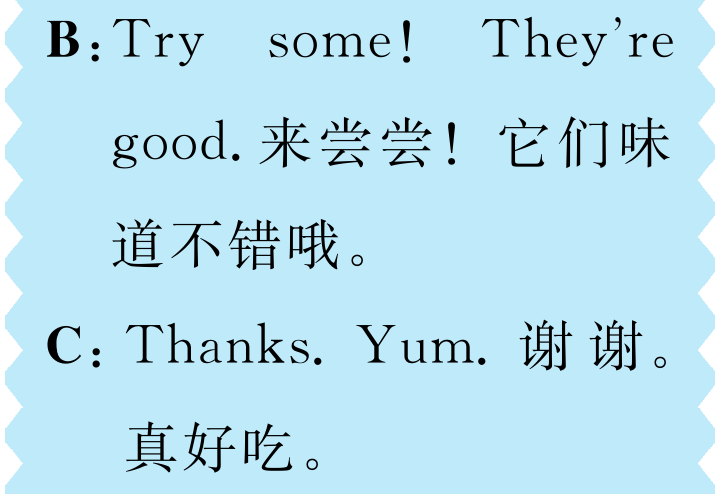 B：Try some！ They're
good. 来尝尝！它们味
道不错哦。
C：Thanks. Yum. 谢谢。
真好吃。